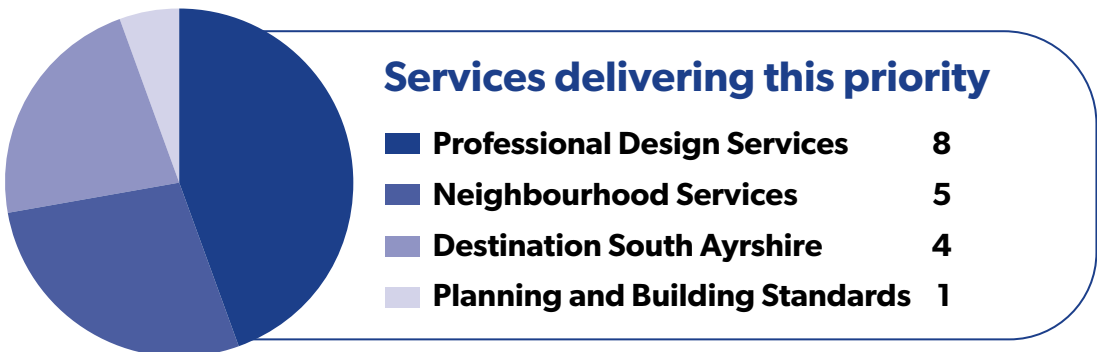 Services delivering this priority
Professional Design Services 8
Neighbourhood Services 5
Destination South Ayrshire 4
Planning and Building Standards 1